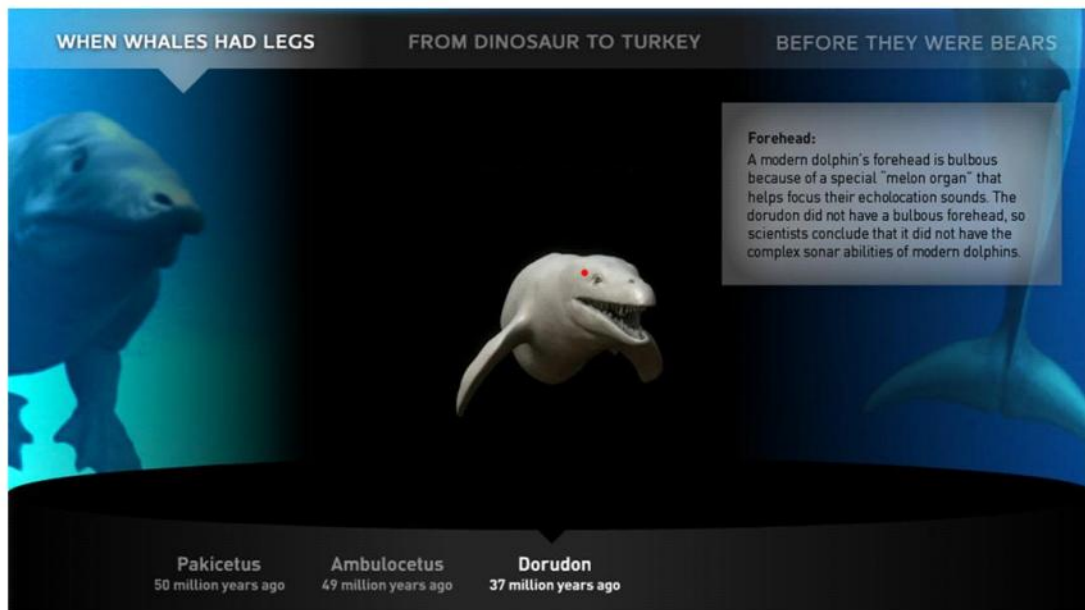 WHEN WHALES HAD LEGS
FROM DINOSAUR TO TURKEY
BEFORE THEY WERE BEARS
Forehead:
A modern dolphin's forehead is bulbous
because of a special "melon organ" that
helps focus their echolocation sounds. The
dorudon did not have a bulbous forehead, so
scientists conclude that it did not have the
complex sonar abilities of modern dolphins.
Pakicetus
50 million years ago
Ambulocetus
49 million years ago
Dorudon
37 million years ago